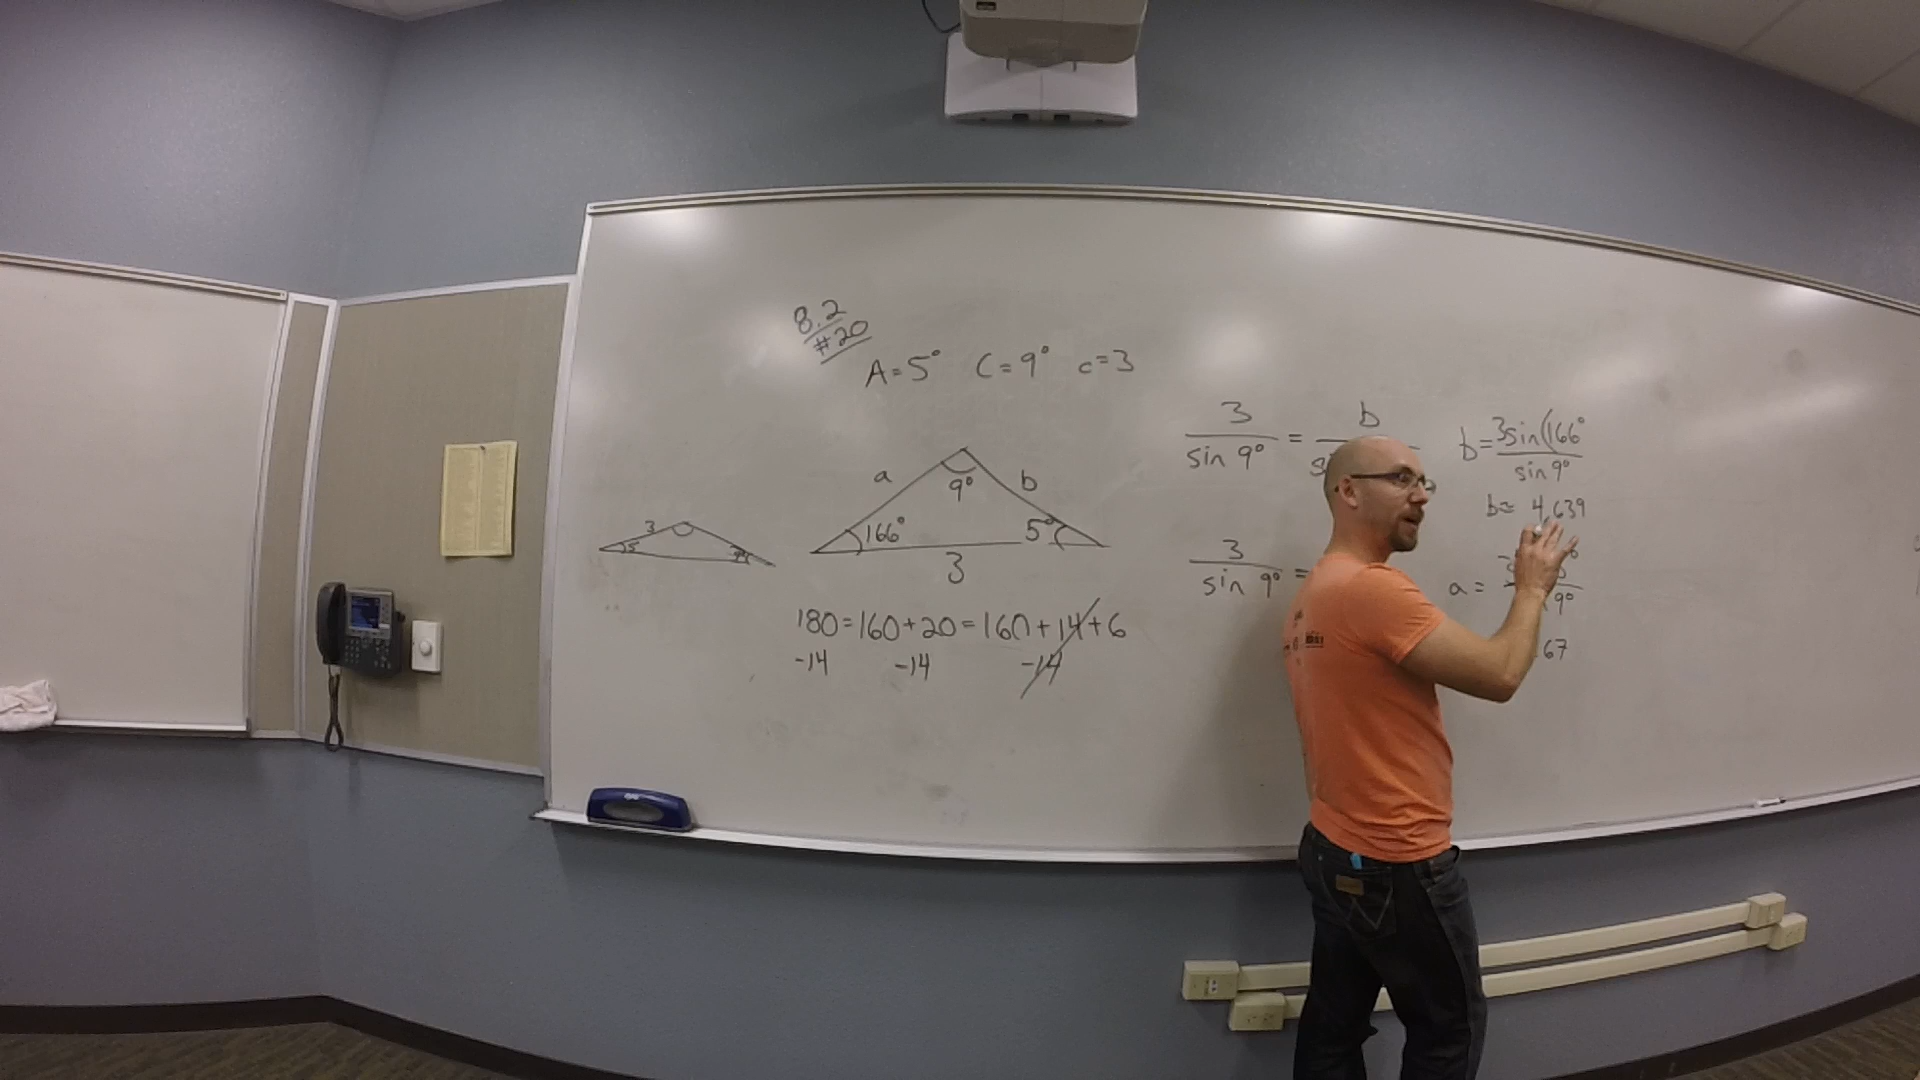 8.2
#20
A=5° C=9° c=3
3
5
a
b
9°
166°
5°
3
180=160+20=160+14+6
-14 -14 -14
3 b
sin 9° =
b= 3sin(166°
sin 9°
b≈ 4.639
3
sin 9° =
a =
9°
67